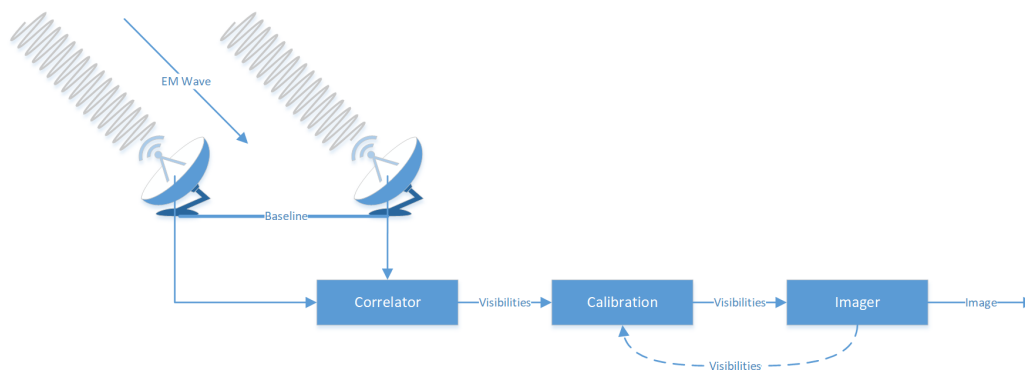 EM Wave
Baseline
Correlator
Visibilities
Calibration
Visibilities
Imager
Image
Visibilities